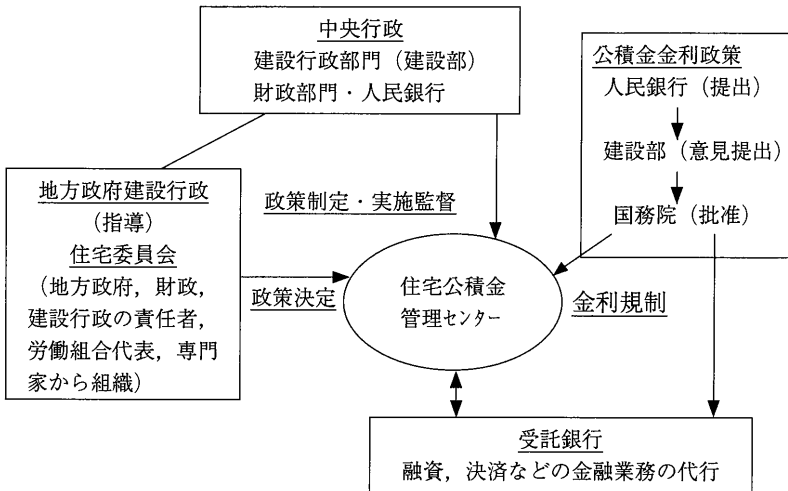 中央行政
建設行政部門（建設部）
財政部門・人民銀行
公積金金利政策
人民銀行（提出）
建設部（意見提出）
国務院（批准）
地方政府建設行政
（指導）
住宅委員会
（地方政府，財政，
建設行政の責任者，
労働組合代表，専門
家から組織）
政策制定・実施監督
政策決定
住宅公積金
管理センター
金利規制
受託銀行
融資，決済などの金融業務の代行